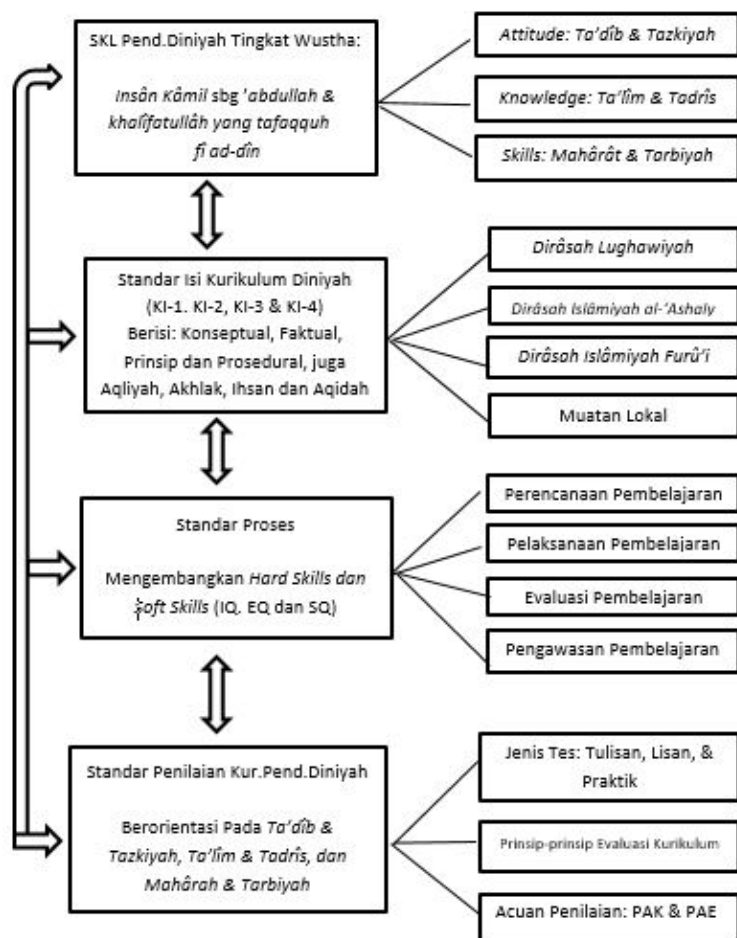 SKL Pend.Diniyah Tingkat Wustha:
Insân Kâmil sbg 'abdullah &
khalîfatullâh yang tafaqquh
fî ad-dîn
Attitude: Ta'dîb & Tazkiyah
Knowledge: Ta'lîm & Tadrîs
Skills: Mahârât & Tarbiyah
Standar Isi Kurikulum Diniyah
(KI-1. KI-2, KI-3 & KI-4)
Berisi: Konseptual, Faktual,
Prinsip dan Prosedural, juga
Aqliyah, Akhlak, Ihsan dan Aqidah
Dirâsah Lughawiyah
Dirâsah Islâmiyah al-'Ashaly
Dirâsah Islâmiyah Furû'i
Muatan Lokal
Standar Proses
Mengembangkan Hard Skills dan
Soft Skills (IQ. EQ dan SQ)
Perencanaan Pembelajaran
Pelaksanaan Pembelajaran
Evaluasi Pembelajaran
Pengawasan Pembelajaran
Standar Penilaian Kur.Pend.Diniyah
Berorientasi Pada Ta'dîb &
Tazkiyah, Ta'lîm & Tadrîs, dan
Mahârah & Tarbiyah
Jenis Tes: Tulisan, Lisan, &
Praktik
Prinsip-prinsip Evaluasi Kurikulum
Acuan Penilaian: PAK & PAE